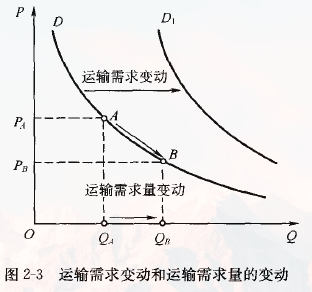 P
D
D₁
运输需求变动
P_A
A
P_B
B
运输需求量变动
O
Q_A
Q_B
Q
图 2-3 运输需求变动和运输需求量的变动